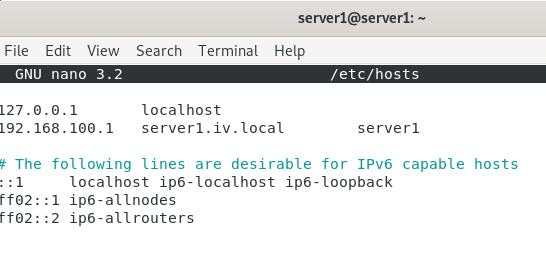 server1@server1: ~
File Edit View Search Terminal Help
GNU nano 3.2 /etc/hosts
127.0.0.1 localhost
192.168.100.1 server1.iv.local server1
# The following lines are desirable for IPv6 capable hosts
::1 localhost ip6-localhost ip6-loopback
ff02::1 ip6-allnodes
ff02::2 ip6-allrouters